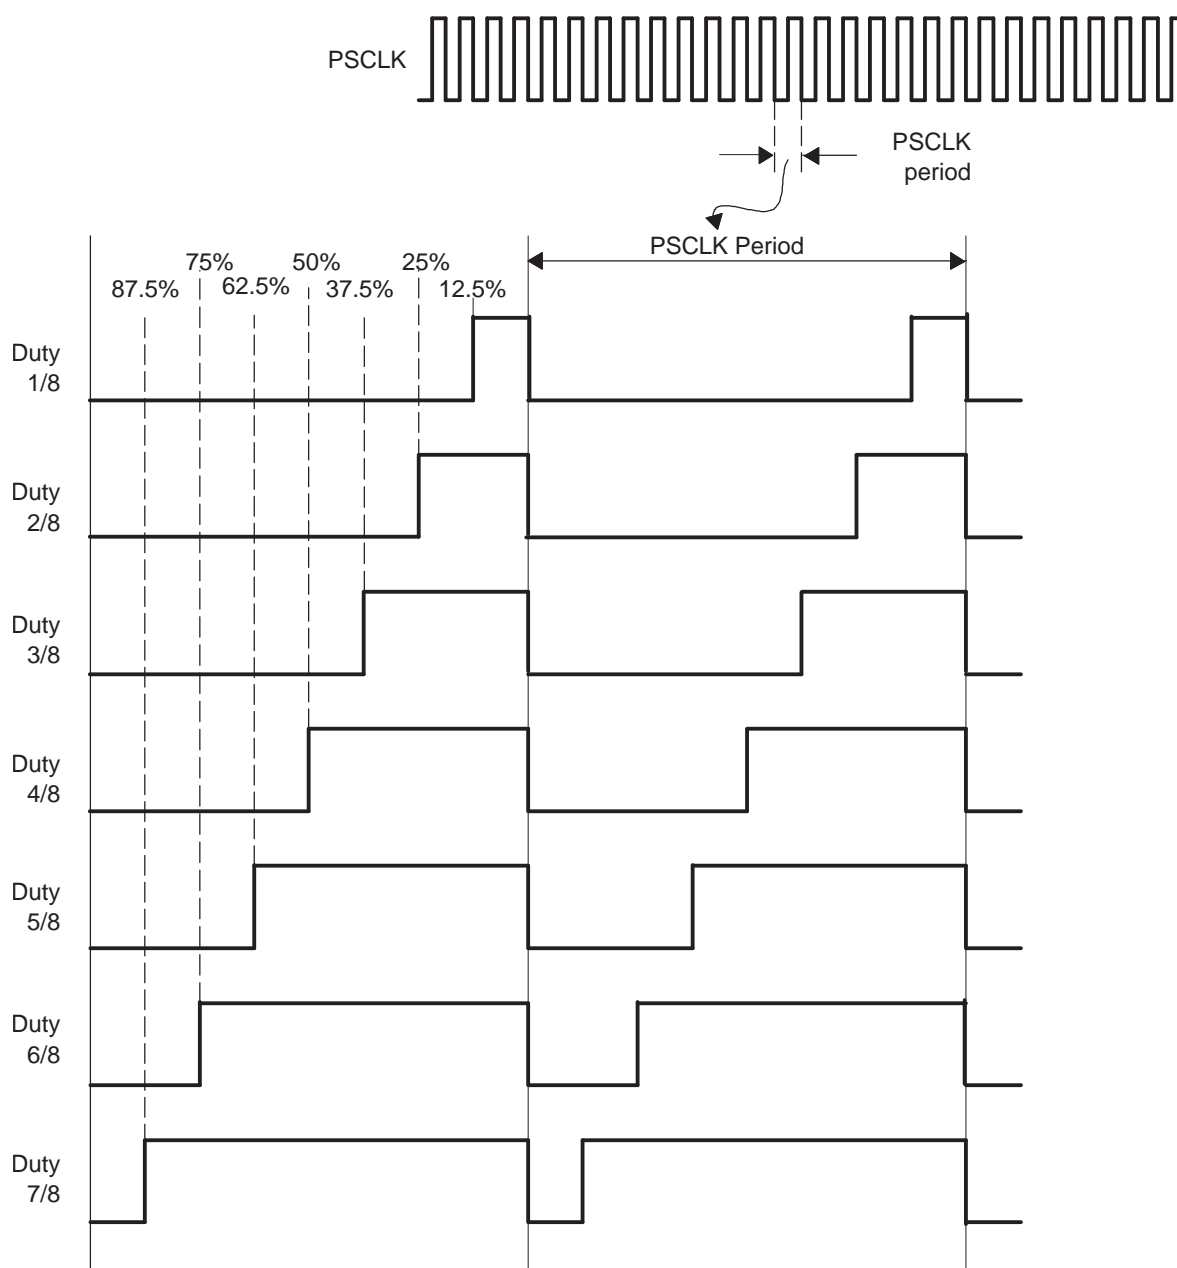 PSCLK
PSCLK
period
PSCLK Period
75%
50%
25%
87.5%
62.5%
37.5%
12.5%
Duty
1/8
Duty
2/8
Duty
3/8
Duty
4/8
Duty
5/8
Duty
6/8
Duty
7/8